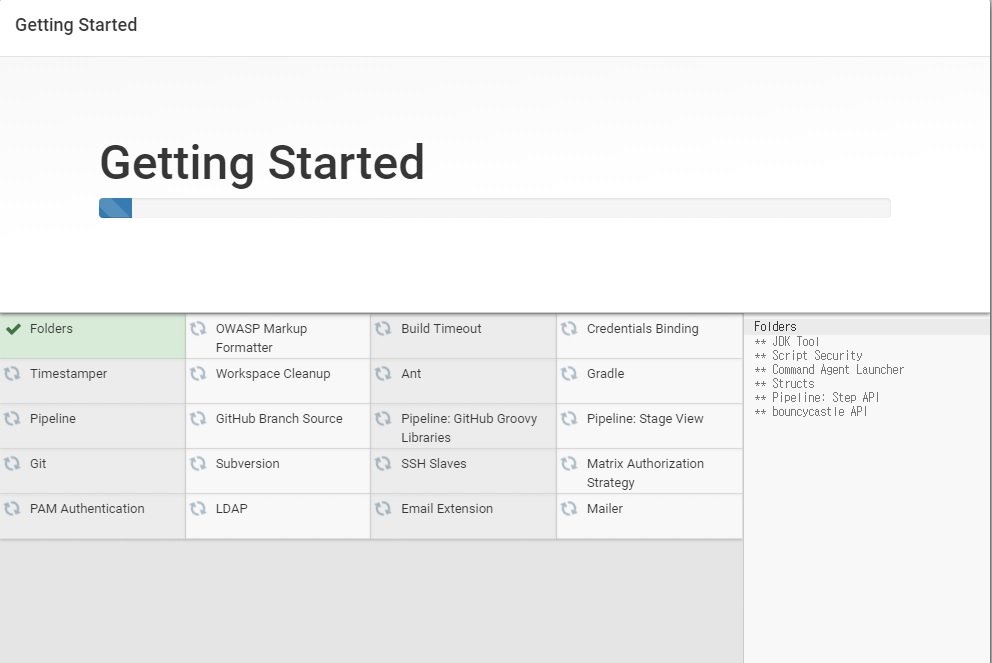 Getting Started
Getting Started
Folders
OWASP Markup
Formatter
Build Timeout
Credentials Binding
Timestamper
Workspace Cleanup
Ant
Gradle
Pipeline
GitHub Branch Source
Pipeline: GitHub Groovy
Libraries
Pipeline: Stage View
Git
Subversion
SSH Slaves
Matrix Authorization
Strategy
PAM Authentication
LDAP
Email Extension
Mailer
Folders
** JDK Tool
** Script Security
** Command Agent Launcher
** Structs
** Pipeline: Step API
** bouncycastle API